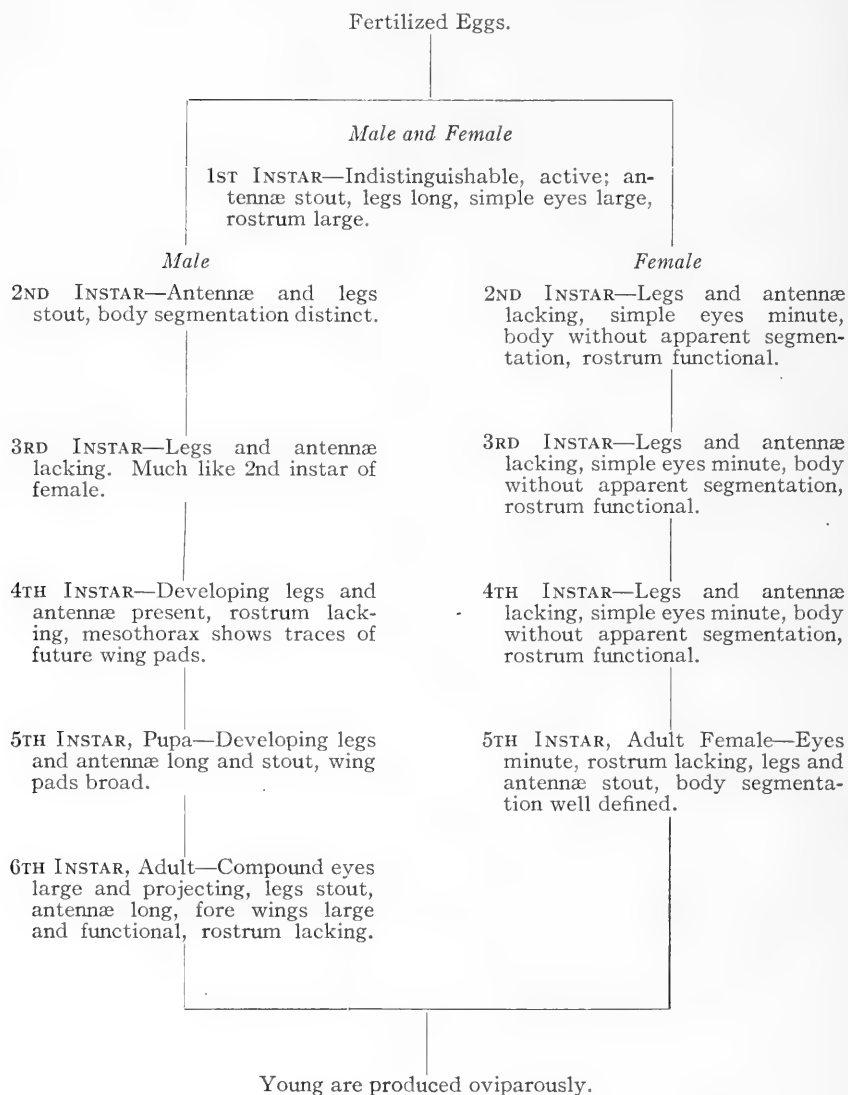 Fertilized Eggs.
Male and Female
1ST INSTAR—Indistinguishable, active; an-
tennæ stout, legs long, simple eyes large,
rostrum large.
Male
2ND INSTAR—Antennæ and legs
stout, body segmentation distinct.
3RD INSTAR—Legs and antennæ
lacking. Much like 2nd instar of
female.
4TH INSTAR—Developing legs and
antennæ present, rostrum lack-
ing, mesothorax shows traces of
future wing pads.
5TH INSTAR, Pupa—Developing legs
and antennæ long and stout, wing
pads broad.
6TH INSTAR, Adult—Compound eyes
large and projecting, legs stout,
antennæ long, fore wings large
and functional, rostrum lacking.
Female
2ND INSTAR—Legs and antennæ
lacking, simple eyes minute,
body without apparent segmen-
tation, rostrum functional.
3RD INSTAR—Legs and antennæ
lacking, simple eyes minute, body
without apparent segmentation,
rostrum functional.
4TH INSTAR—Legs and antennæ
lacking, simple eyes minute, body
without apparent segmentation,
rostrum functional.
5TH INSTAR, Adult Female—Eyes
minute, rostrum lacking, legs and
antennæ stout, body segmenta-
tion well defined.
Young are produced oviparously.